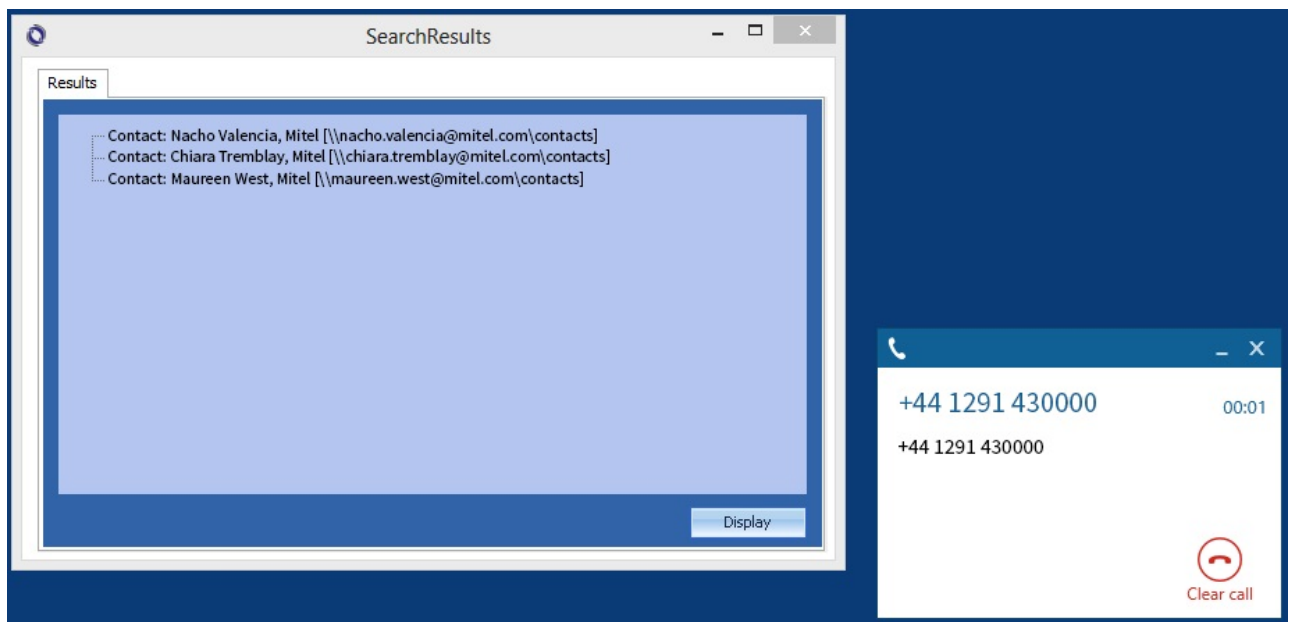 SearchResults
Results
Contact: Nacho Valencia, Mitel [\\nacho.valencia@mitel.com\contacts]
Contact: Chiara Tremblay, Mitel [\\chiara.tremblay@mitel.com\contacts]
Contact: Maureen West, Mitel [\\maureen.west@mitel.com\contacts]
Display
+44 1291 430000
00:01
+44 1291 430000
Clear call